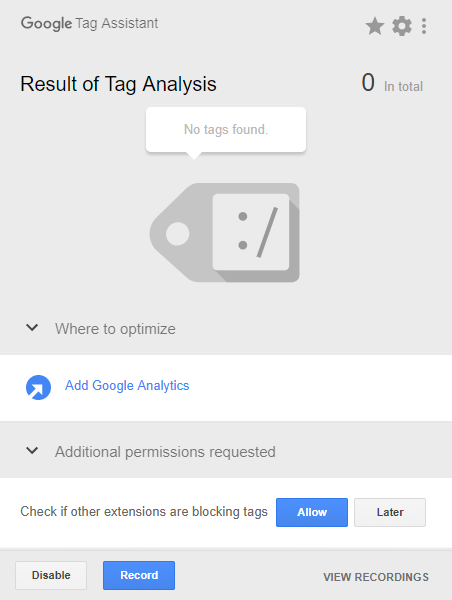 Google Tag Assistant
Result of Tag Analysis
0 In total
No tags found.
:/
Where to optimize
Add Google Analytics
Additional permissions requested
Check if other extensions are blocking tags Allow Later
Disable Record VIEW RECORDINGS